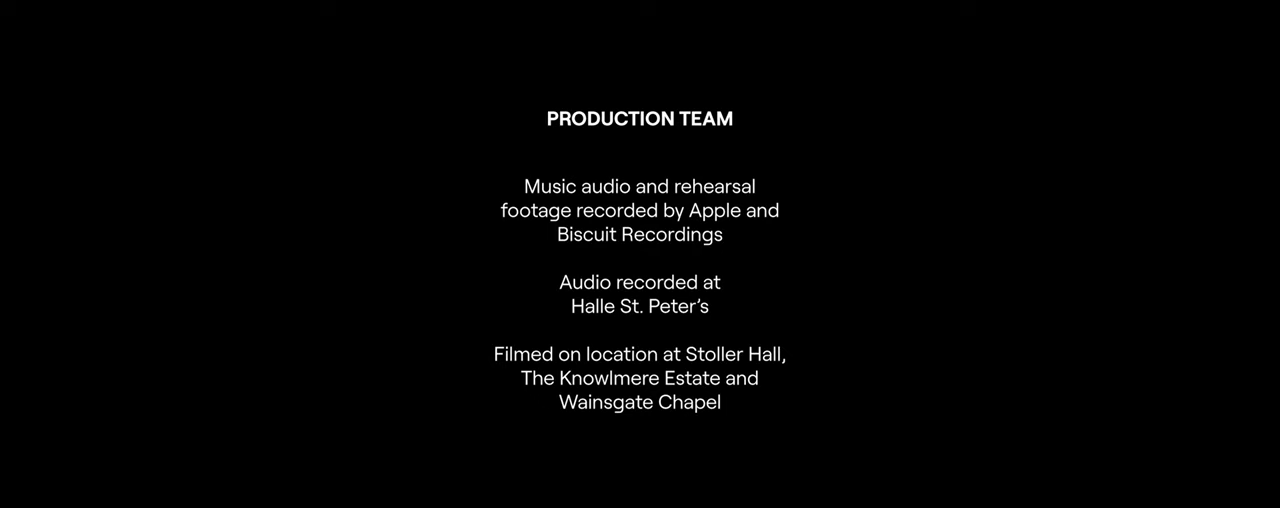 PRODUCTION TEAM
Music audio and rehearsal
footage recorded by Apple and
Biscuit Recordings
Audio recorded at
Halle St. Peter’s
Filmed on location at Stoller Hall,
The Knowlmere Estate and
Wainsgate Chapel